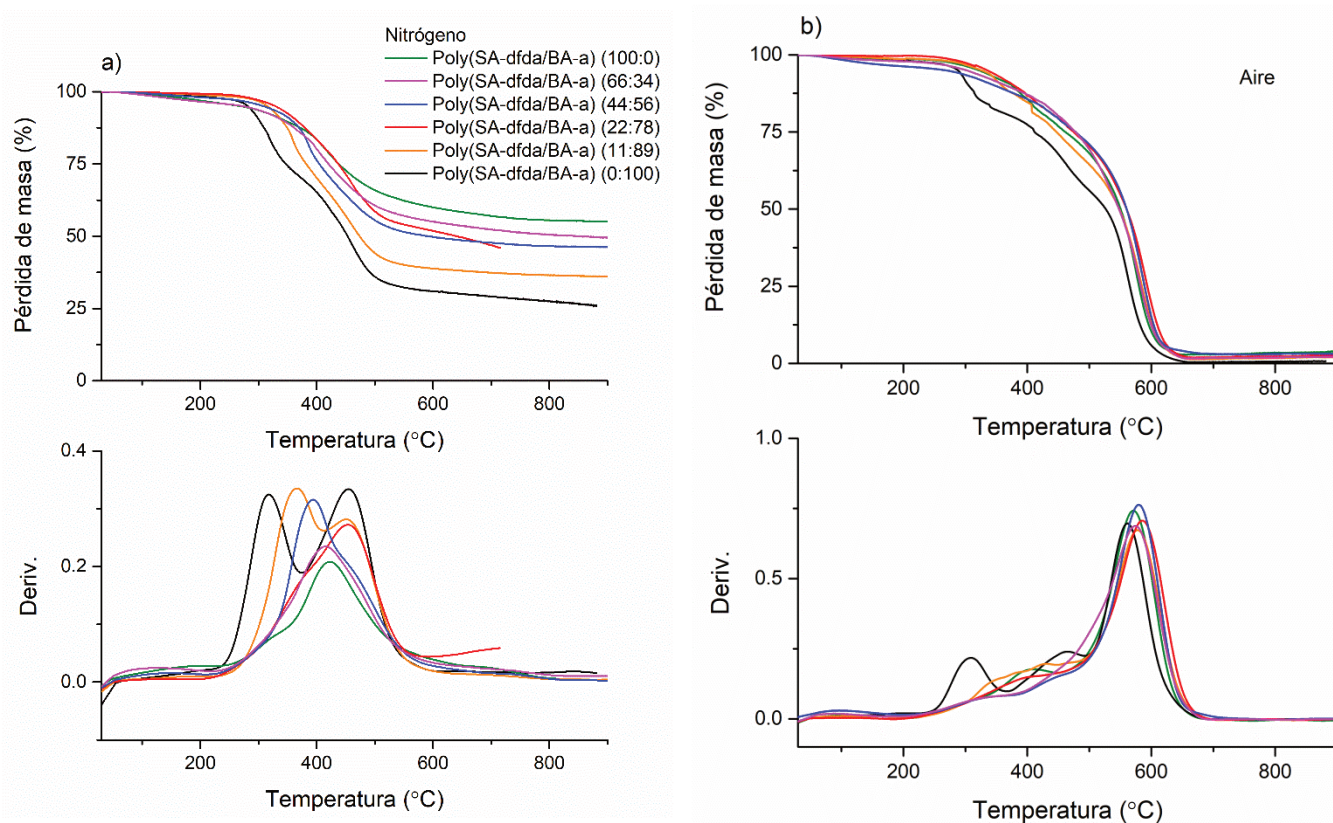 a)
Nitrógeno
Poly(SA-dfda/BA-a) (100:0)
Poly(SA-dfda/BA-a) (66:34)
Poly(SA-dfda/BA-a) (44:56)
Poly(SA-dfda/BA-a) (22:78)
Poly(SA-dfda/BA-a) (11:89)
Poly(SA-dfda/BA-a) (0:100)
Pérdida de masa (%)
100
75
50
25
0
200 400 600 800
Temperatura (°C)
Deriv.
0.4
0.2
0.0
200 400 600 800
Temperatura (°C)
b)
Aire
Pérdida de masa (%)
100
75
50
25
0
200 400 600 800
Temperatura (°C)
Deriv.
1.0
0.5
0.0
200 400 600 800
Temperatura (°C)